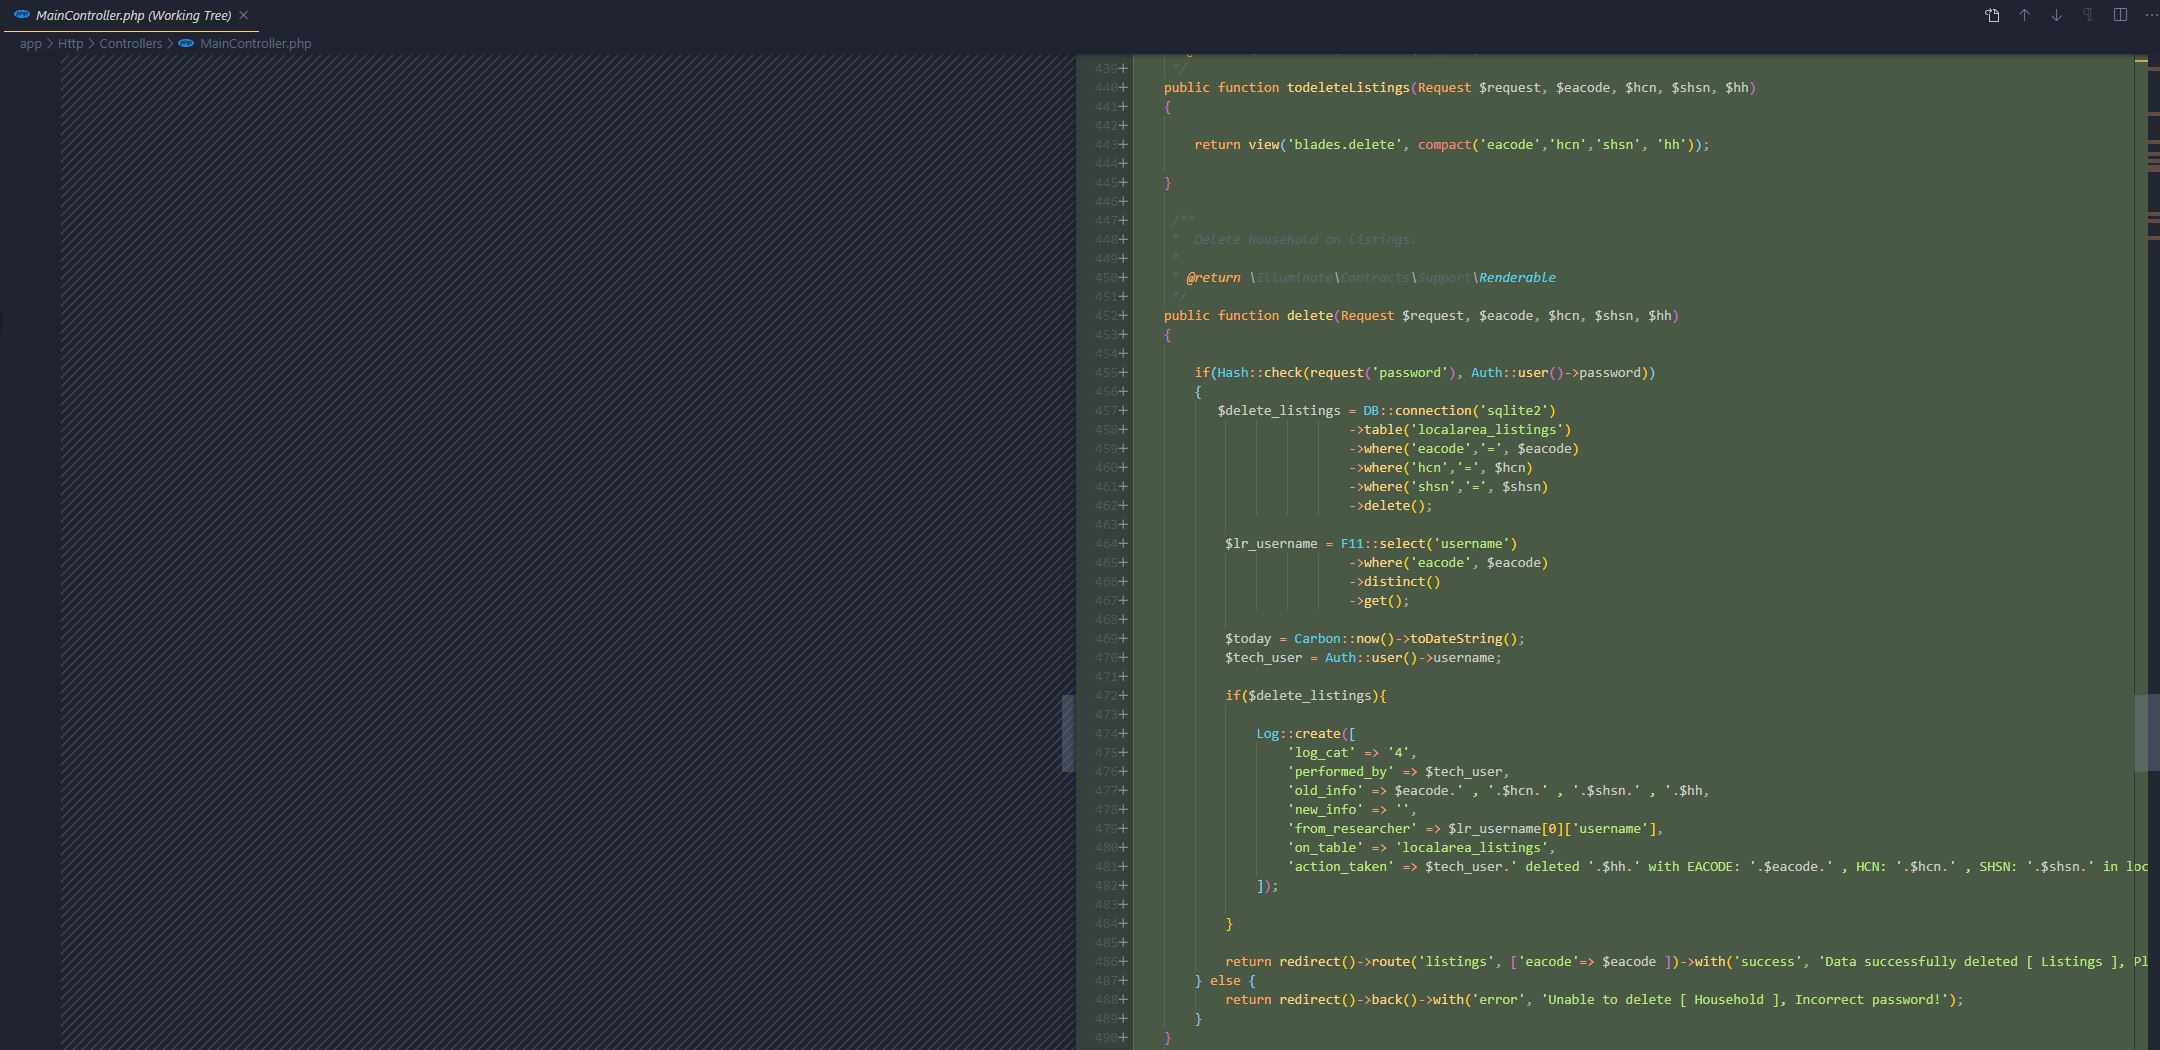 MainController.php (Working Tree)
app > Http > Controllers > MainController.php
439+ */
440+ public function todeleteListings(Request $request, $eacode, $hcn, $shsn, $hh)
441+ {
442+
443+ return view('blades.delete', compact('eacode','hcn','shsn', 'hh'));
444+
445+ }
446+
447+ /**
448+ * Delete household on listings.
449+ *
450+ * @return \Illuminate\Contracts\Support\Renderable
451+ */
452+ public function delete(Request $request, $eacode, $hcn, $shsn, $hh)
453+ {
454+
455+ if(Hash::check(request('password'), Auth::user()->password))
456+ {
457+ $delete_listings = DB::connection('sqlite2')
458+ ->table('localarea_listings')
459+ ->where('eacode','=', $eacode)
460+ ->where('hcn','=', $hcn)
461+ ->where('shsn','=', $shsn)
462+ ->delete();
463+
464+ $lr_username = F11::select('username')
465+ ->where('eacode', $eacode)
466+ ->distinct()
467+ ->get();
468+
469+ $today = Carbon::now()->toDateString();
470+ $tech_user = Auth::user()->username;
471+
472+ if($delete_listings){
473+
474+ Log::create([
475+ 'log_cat' => '4',
476+ 'performed_by' => $tech_user,
477+ 'old_info' => $eacode.' , '.$hcn.' , '.$shsn.' , '.$hh,
478+ 'new_info' => '',
479+ 'from_researcher' => $lr_username[0]['username'],
480+ 'on_table' => 'localarea_listings',
481+ 'action_taken' => $tech_user.' deleted '.$hh.' with EACODE: '.$eacode.' , HCN: '.$hcn.' , SHSN: '.$shsn.' in loc
482+ ]);
483+
484+ }
485+
486+ return redirect()->route('listings', ['eacode'=> $eacode ])->with('success', 'Data successfully deleted [ Listings ], Pl
487+ } else {
488+ return redirect()->back()->with('error', 'Unable to delete [ Household ], Incorrect password!');
489+ }
490+ }